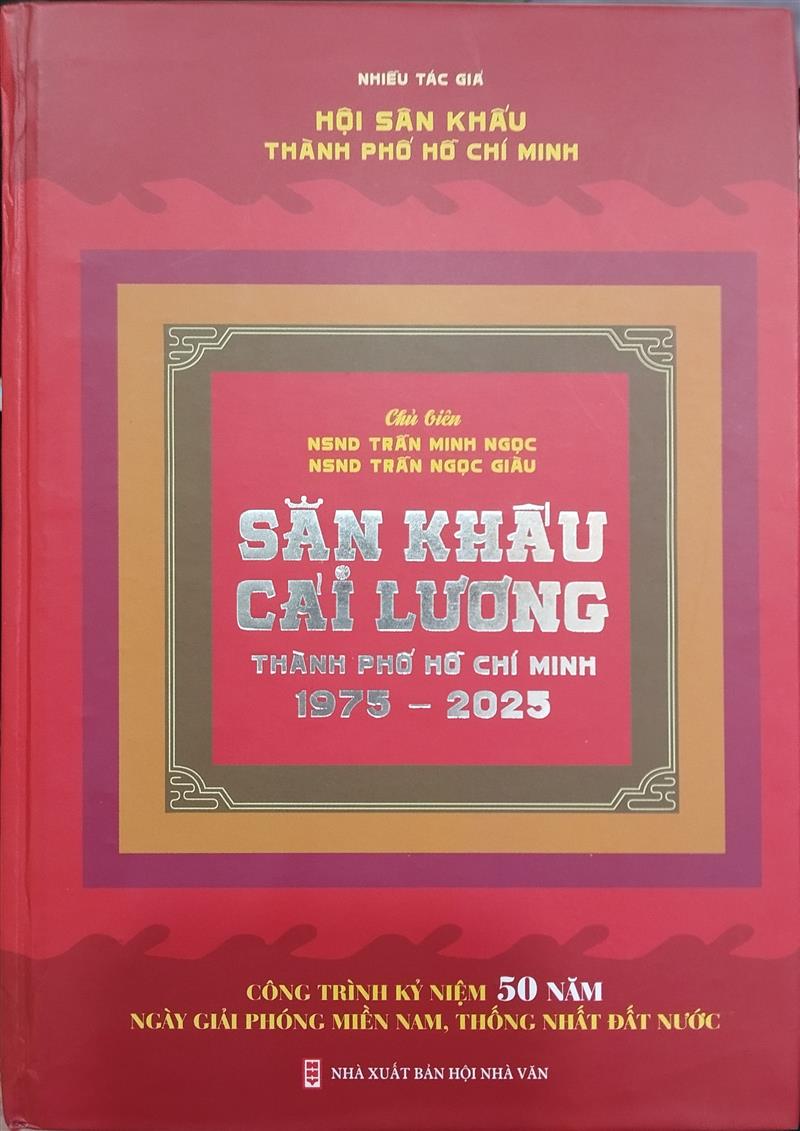 NHIỀU TÁC GIẢ
HỘI SÂN KHẤU
THÀNH PHỐ HỒ CHÍ MINH
Chủ biên
NSND TRẦN MINH NGỌC
NSND TRẦN NGỌC GIÀU
SÂN KHẤU
CẢI LƯƠNG
THÀNH PHỐ HỒ CHÍ MINH
1975 – 2025
CÔNG TRÌNH KỶ NIỆM 50 NĂM
NGÀY GIẢI PHÓNG MIỀN NAM, THỐNG NHẤT ĐẤT NƯỚC
NHÀ XUẤT BẢN HỘI NHÀ VĂN